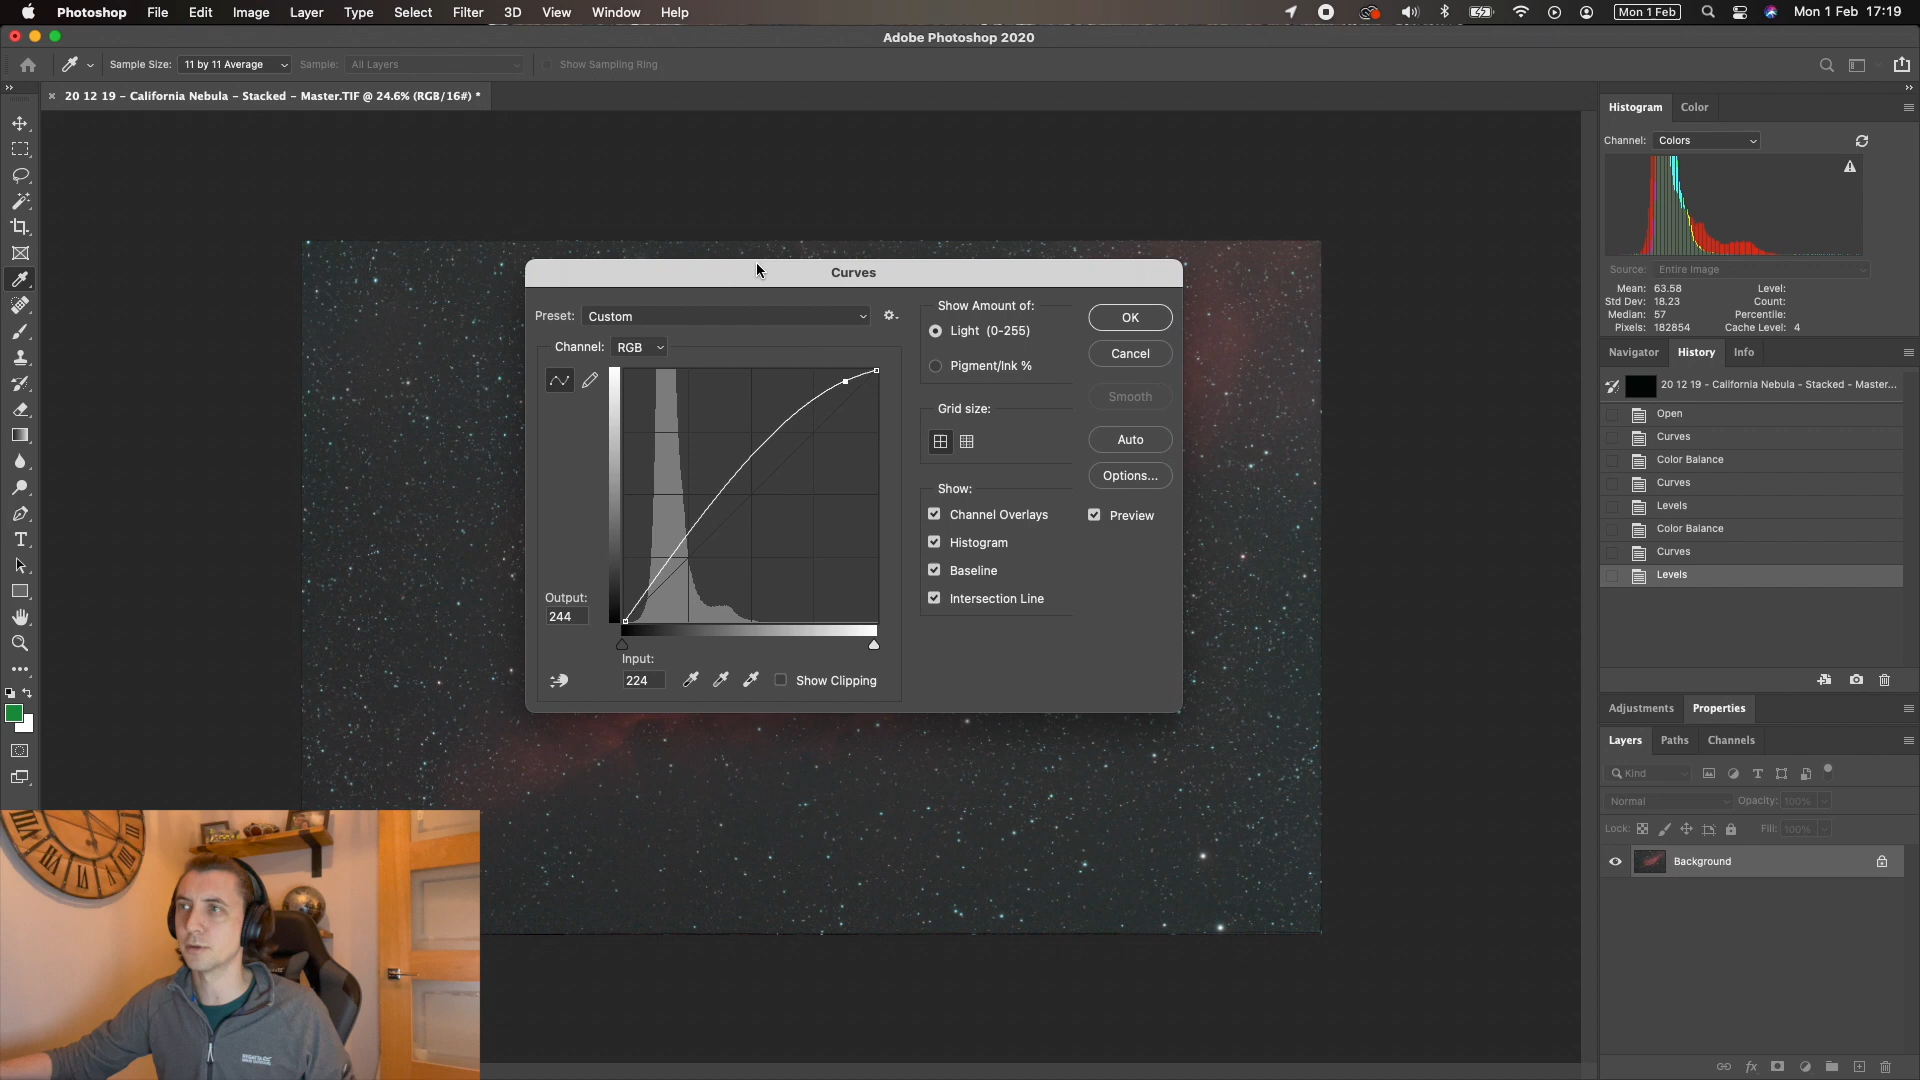 Photoshop File Edit Image Layer Type Select Filter 3D View Window Help Mon 1 Feb Mon 1 Feb 17:19
Adobe Photoshop 2020
Sample Size: 11 by 11 Average Sample: All Layers Show Sampling Ring
20 12 19 - California Nebula - Stacked - Master.TIF @ 24.6% (RGB/16#) *
Histogram Color
Channel: Colors
Source: Entire Image
Mean: 63.58 Level:
Std Dev: 18.23 Count:
Median: 57 Percentile:
Pixels: 182854 Cache Level: 4
Navigator History Info
20 12 19 - California Nebula - Stacked - Master...
Open
Curves
Color Balance
Curves
Levels
Color Balance
Curves
Levels
Adjustments Properties
Layers Paths Channels
Kind
Normal Opacity: 100%
Lock: Fill: 100%
Background
fx
Curves
Preset: Custom
Channel: RGB
Output:
244
Input:
224
Show Clipping
Show Amount of:
Light (0-255)
Pigment/Ink %
Grid size:
Show:
Channel Overlays
Histogram
Baseline
Intersection Line
OK
Cancel
Smooth
Auto
Options...
Preview